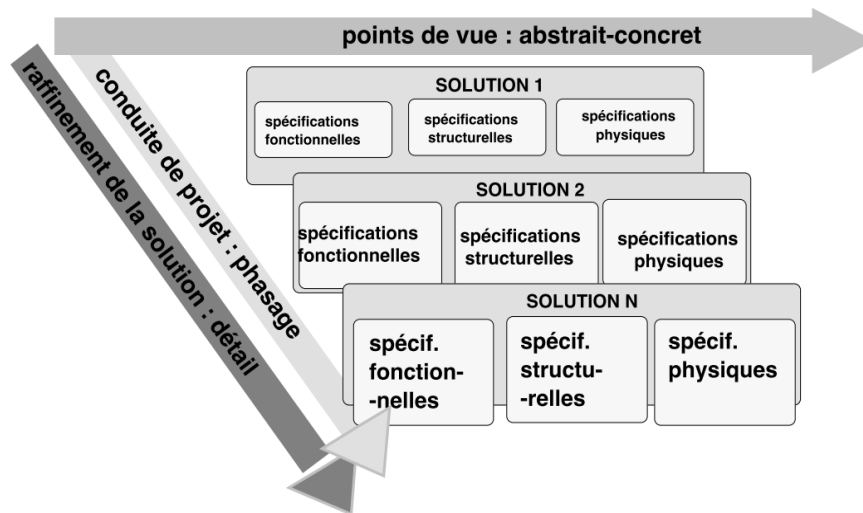 points de vue : abstrait-concret
raffinement de la solution : détail
conduite de projet : phasage
SOLUTION 1
spécifications
fonctionnelles
spécifications
structurelles
spécifications
physiques
SOLUTION 2
spécifications
fonctionnelles
spécifications
structurelles
spécifications
physiques
SOLUTION N
spécif.
fonction-
-nelles
spécif.
structu-
-relles
spécif.
physiques